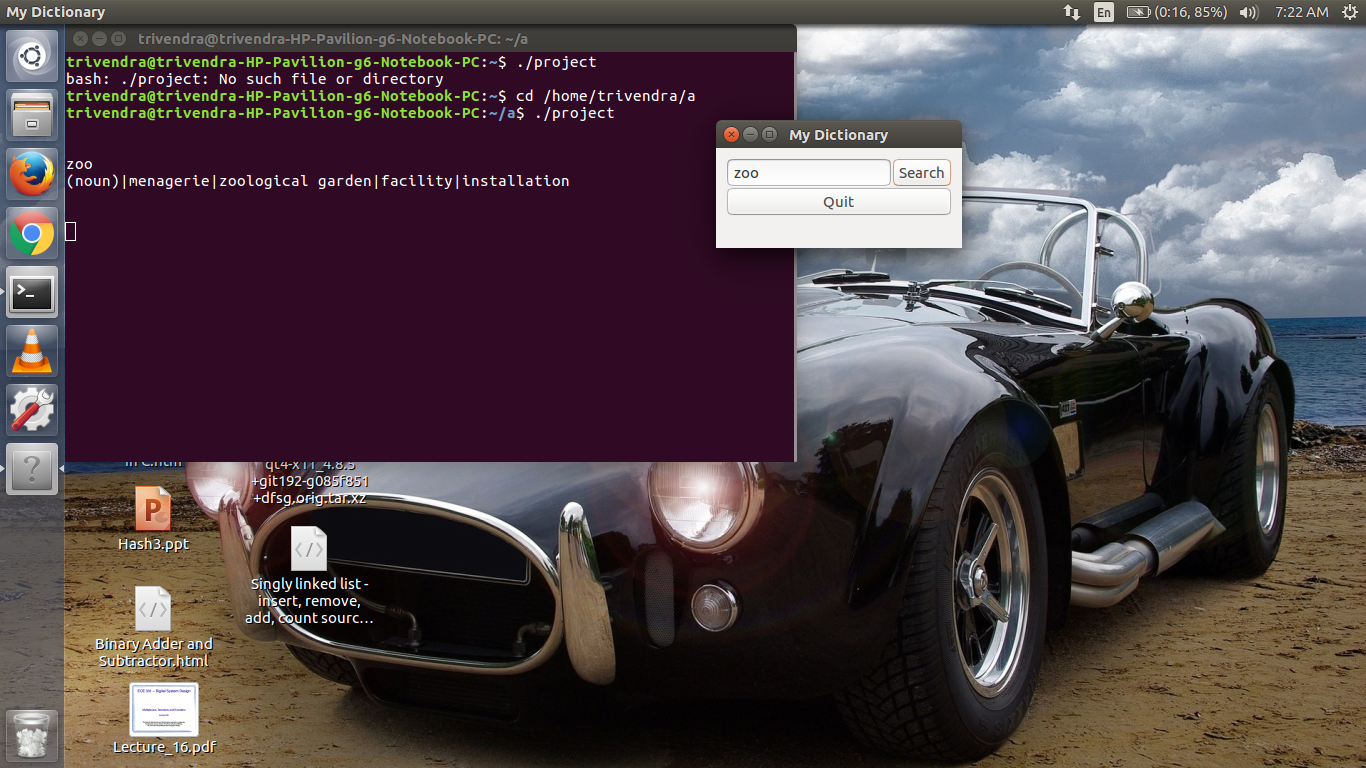 My Dictionary
En
(0:16, 85%)
7:22 AM
trivendra@trivendra-HP-Pavilion-g6-Notebook-PC: ~/a
trivendra@trivendra-HP-Pavilion-g6-Notebook-PC:~$ ./project
bash: ./project: No such file or directory
trivendra@trivendra-HP-Pavilion-g6-Notebook-PC:~$ cd /home/trivendra/a
trivendra@trivendra-HP-Pavilion-g6-Notebook-PC:~/a$ ./project
zoo
(noun)|menagerie|zoological garden|facility|installation
My Dictionary
zoo
Search
Quit
in C.htm
qt4-x11_4.8.5
+git192-g085f851
+dfsg.orig.tar.xz
P
Hash3.ppt
Singly linked list -
insert, remove,
add, count sourc...
Binary Adder and
Subtractor.html
Lecture_16.pdf